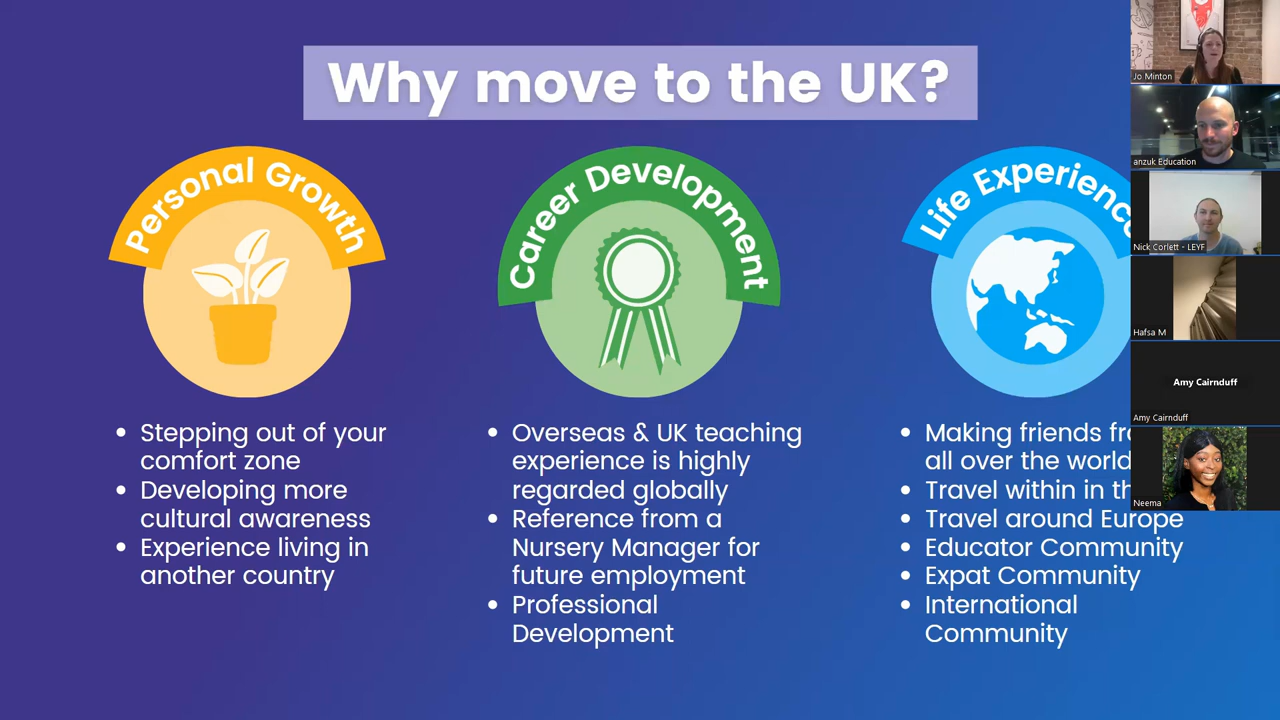 Why move to the UK?
Personal Growth
Stepping out of your
comfort zone
Developing more
cultural awareness
Experience living in
another country
Career Development
Overseas & UK teaching
experience is highly
regarded globally
Reference from a
Nursery Manager for
future employment
Professional
Development
Life
Making friends
all over the world
Travel within in
Travel around Europe
Educator Community
Expat Community
International
Community
Jo Minton
anzuk Education
Nick Corlett - LEYF
Hafsa M
Amy Cairnduff
Amy Cairnduff
Neema